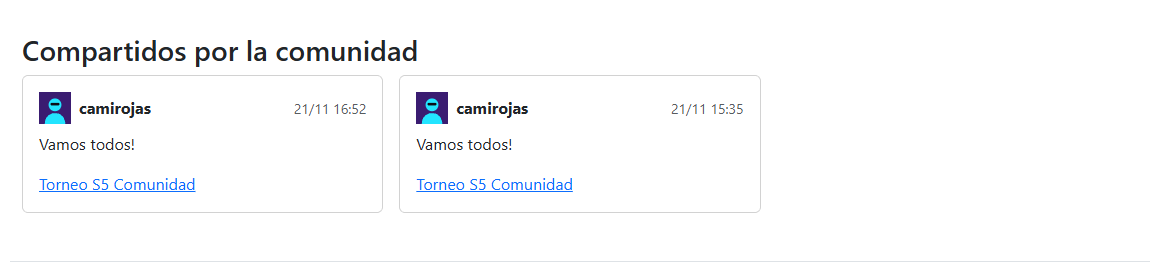 Compartidos por la comunidad
camirojas 21/11 16:52
Vamos todos!
Torneo S5 Comunidad
camirojas 21/11 15:35
Vamos todos!
Torneo S5 Comunidad